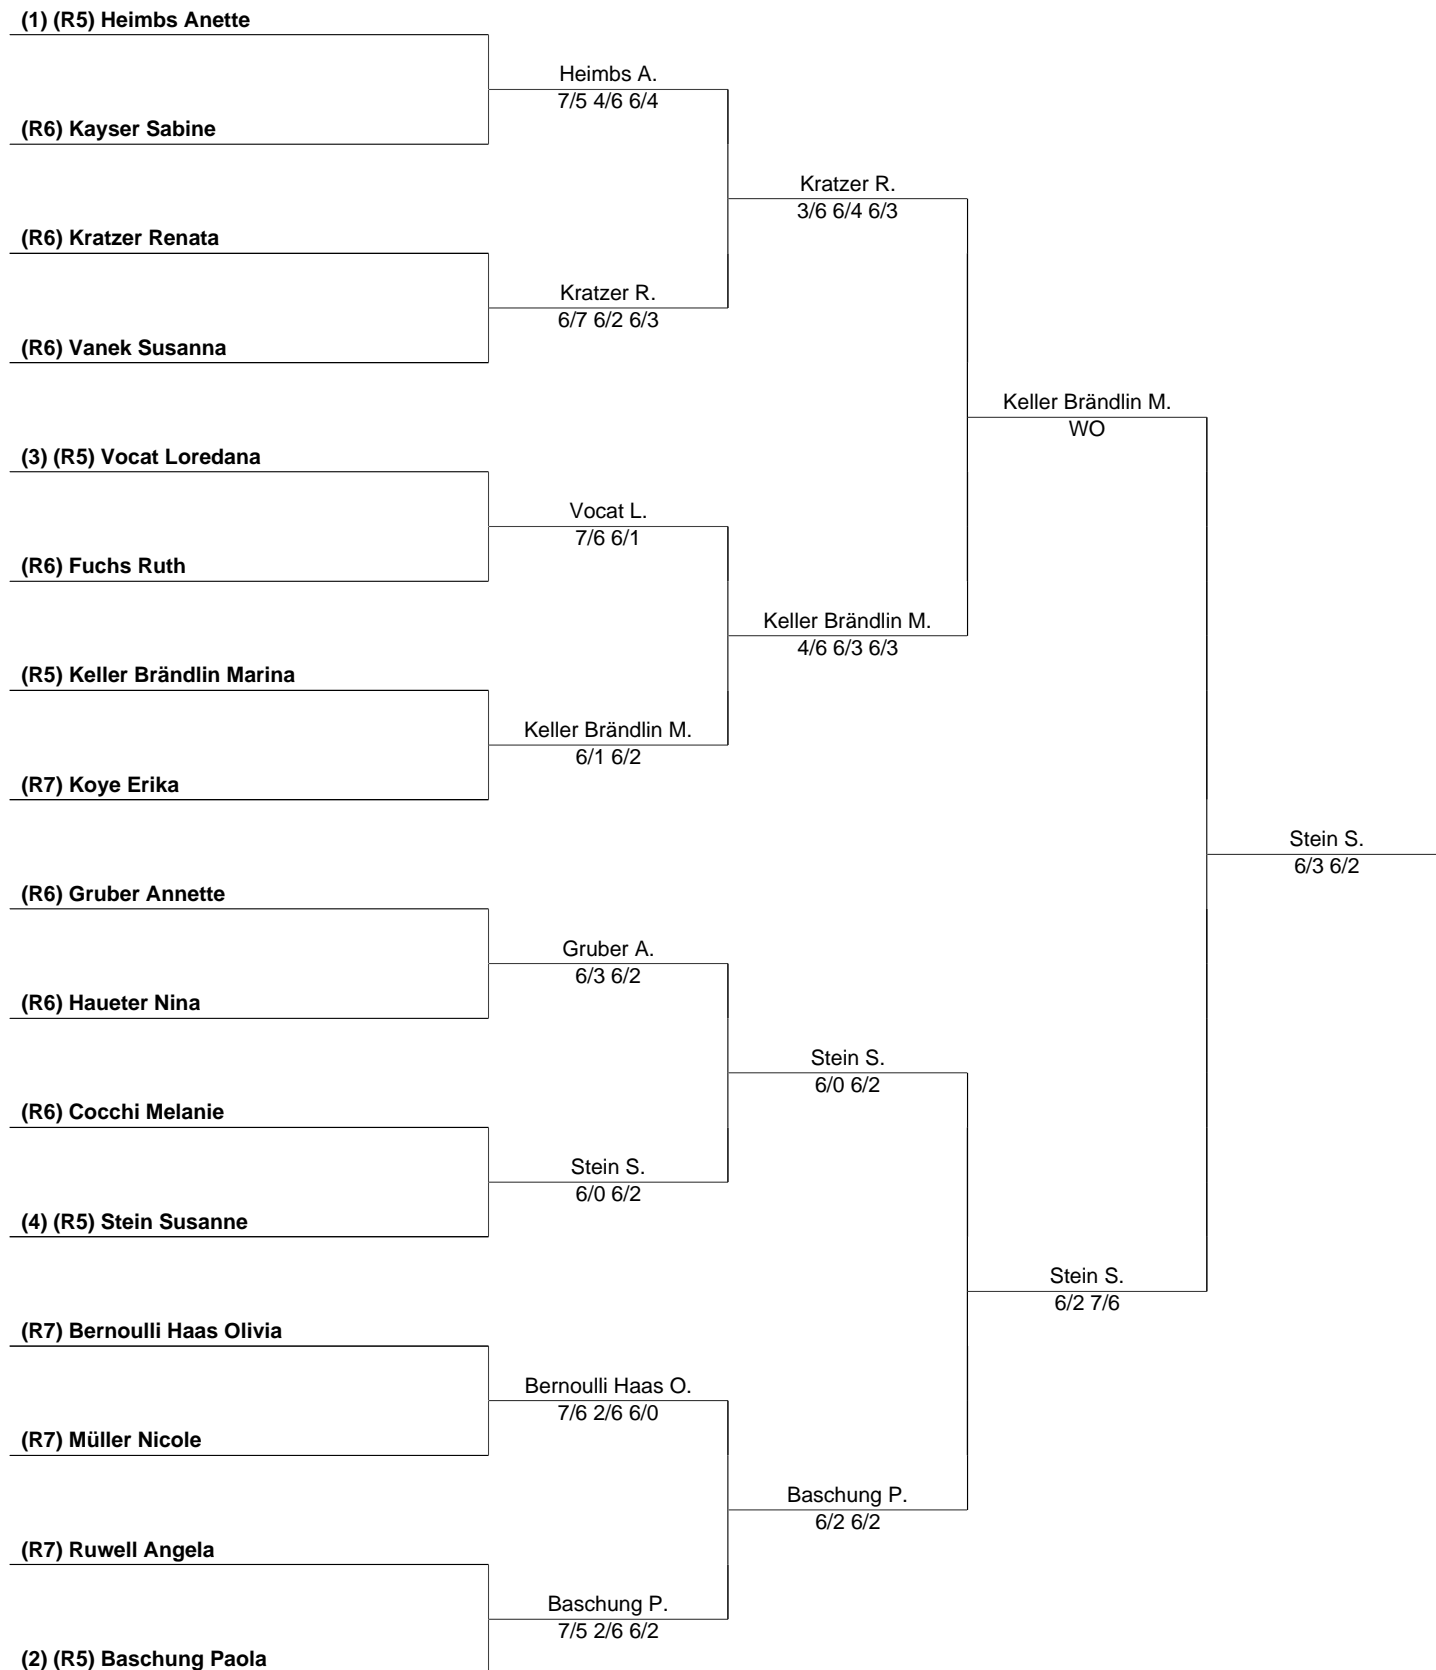 (1) (R5) Heimbs Anette
Heimbs A.
7/5 4/6 6/4
(R6) Kayser Sabine
Kratzer R.
3/6 6/4 6/3
(R6) Kratzer Renata
Kratzer R.
6/7 6/2 6/3
(R6) Vanek Susanna
Keller Brändlin M.
WO
(3) (R5) Vocat Loredana
Vocat L.
7/6 6/1
(R6) Fuchs Ruth
Keller Brändlin M.
4/6 6/3 6/3
(R5) Keller Brändlin Marina
Keller Brändlin M.
6/1 6/2
(R7) Koye Erika
Stein S.
6/3 6/2
(R6) Gruber Annette
Gruber A.
6/3 6/2
(R6) Haueter Nina
Stein S.
6/0 6/2
(R6) Cocchi Melanie
Stein S.
6/0 6/2
(4) (R5) Stein Susanne
Stein S.
6/2 7/6
(R7) Bernoulli Haas Olivia
Bernoulli Haas O.
7/6 2/6 6/0
(R7) Müller Nicole
Baschung P.
6/2 6/2
(R7) Ruwell Angela
Baschung P.
7/5 2/6 6/2
(2) (R5) Baschung Paola